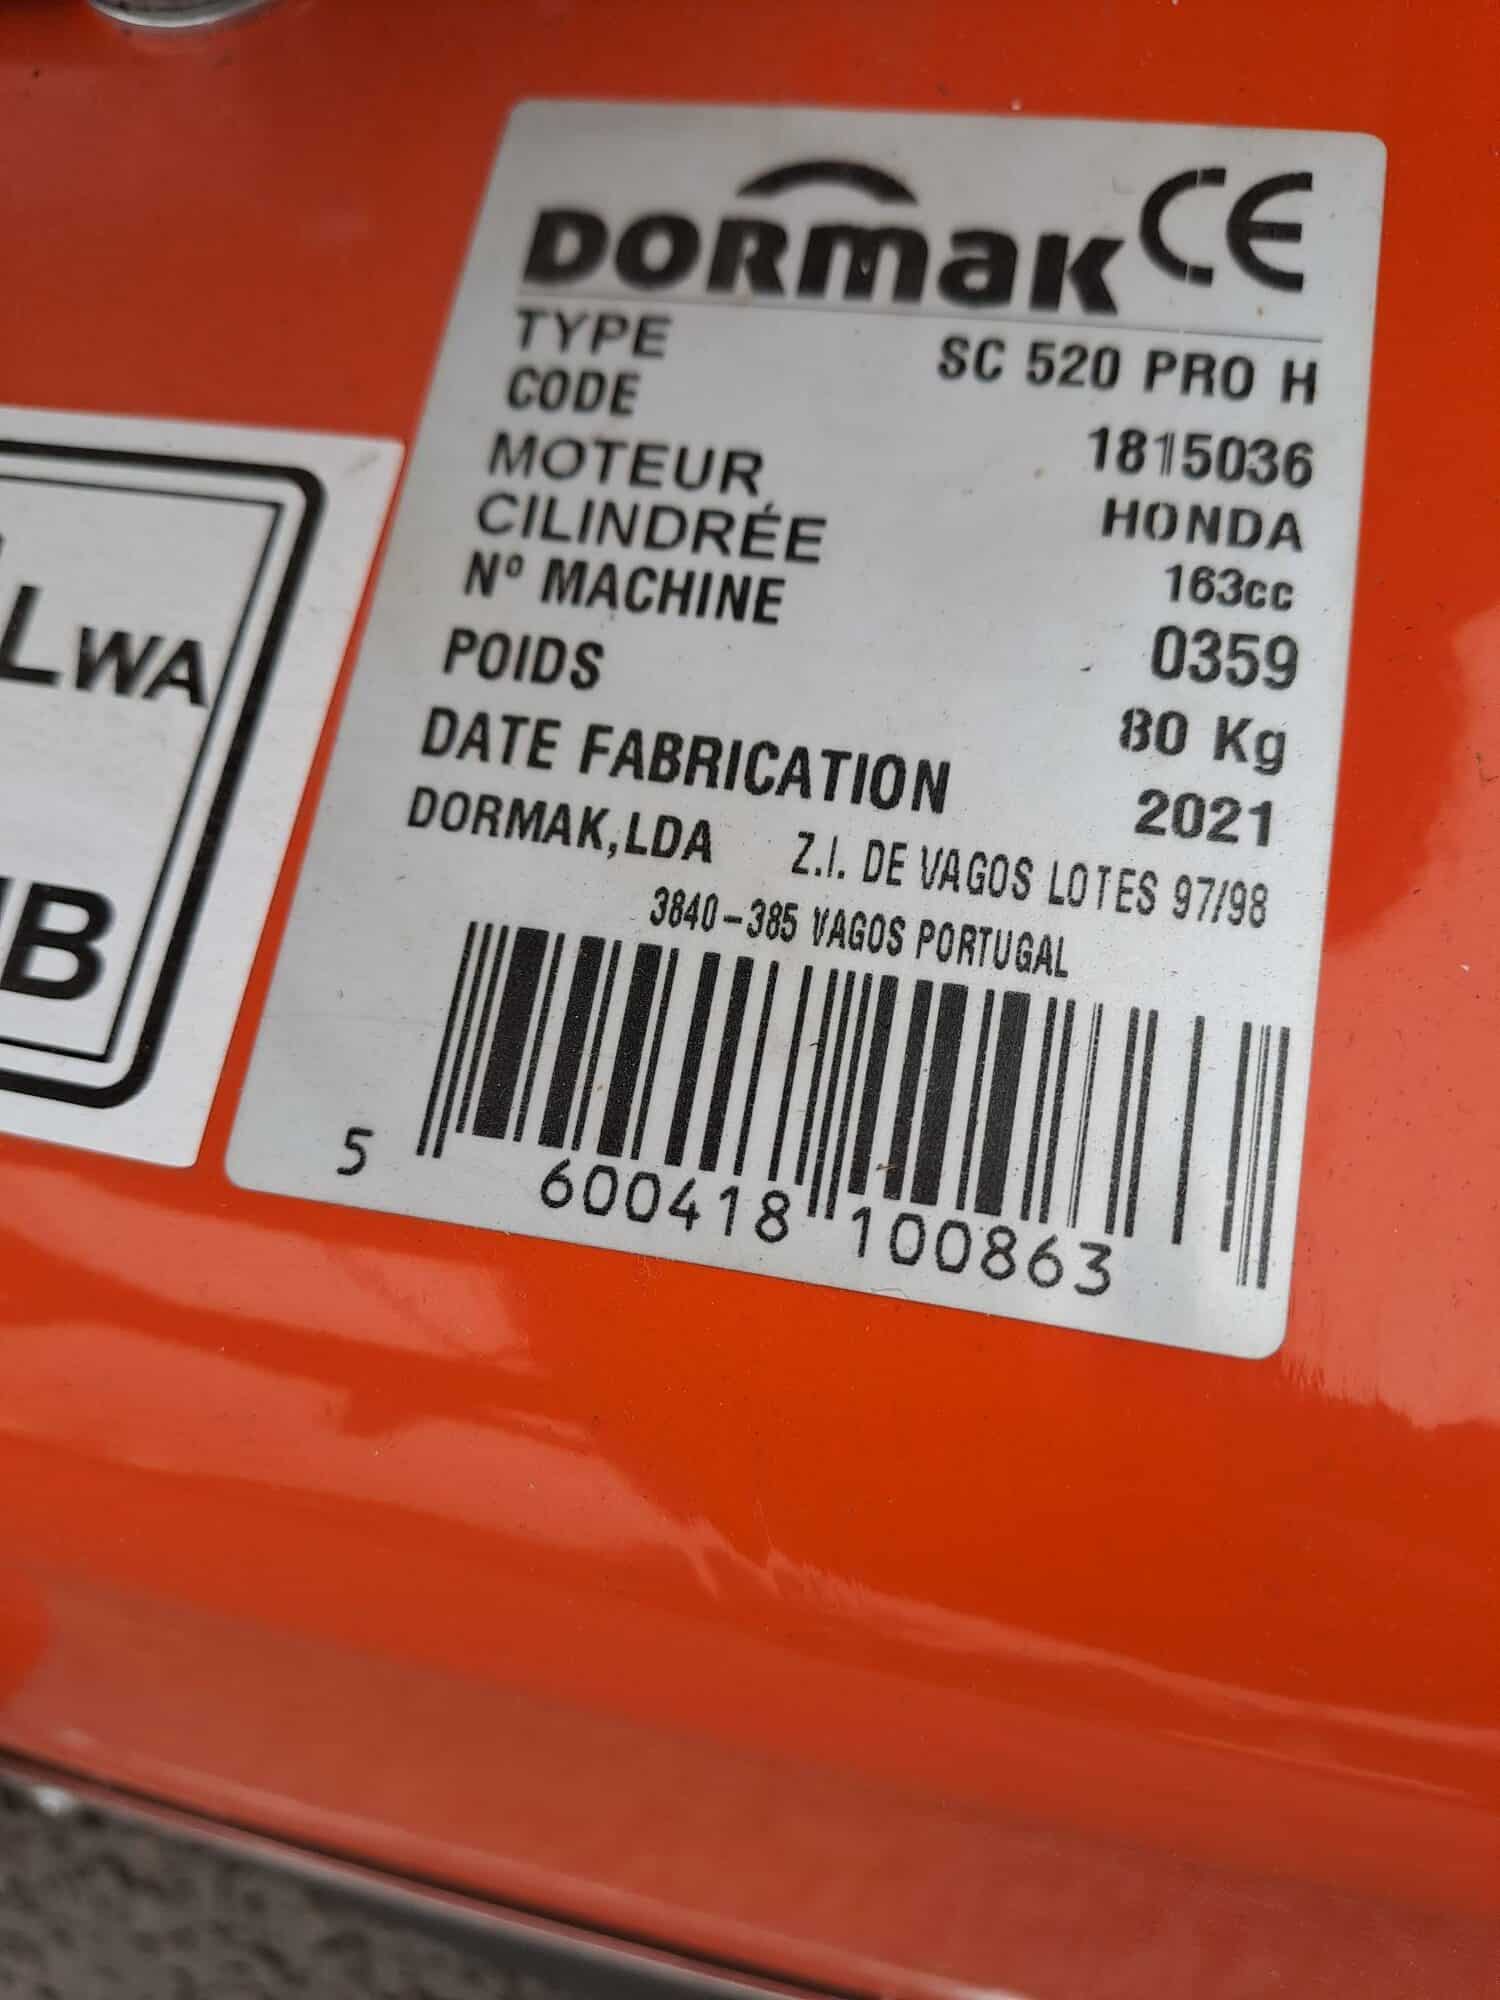 DORMAK CE
TYPE SC 520 PRO H
CODE 1815036
MOTEUR HONDA
CILINDRÉE 163cc
Nº MACHINE 0359
POIDS 80 Kg
DATE FABRICATION 2021
DORMAK,LDA Z.I. DE VAGOS LOTES 97/98
3840-385 VAGOS PORTUGAL
5 600418 100863
LWA